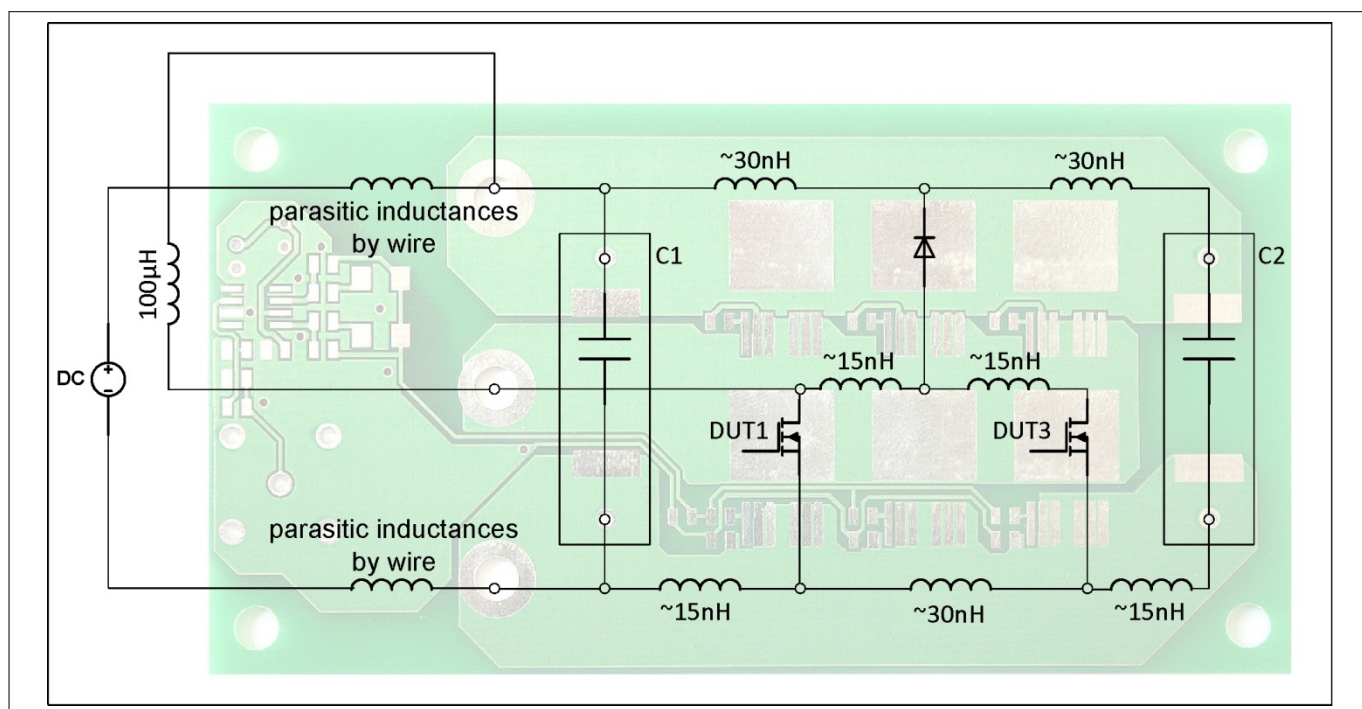 ~30nH
~30nH
parasitic inductances
by wire
C1
C2
100µH
~15nH
~15nH
DC
+
-
DUT1
DUT3
parasitic inductances
by wire
~15nH
~30nH
~15nH